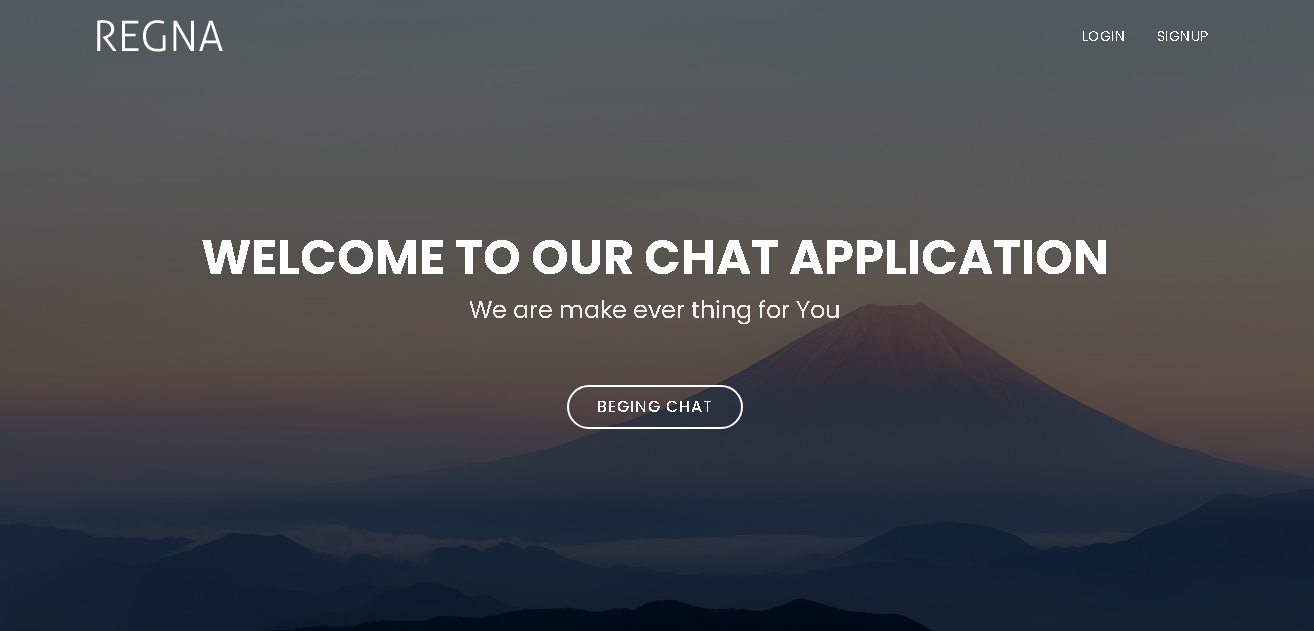 REGNA
LOGIN SIGNUP
WELCOME TO OUR CHAT APPLICATION
We are make ever thing for You
BEGING CHAT